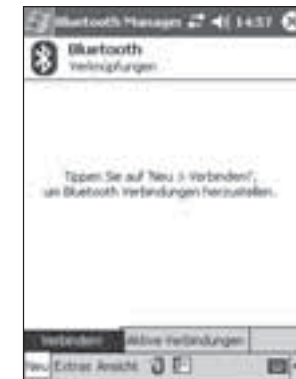 Bluetooth Manager 14:57
Bluetooth
Verknüpfungen
Tippen Sie auf "Neu > Verbinden",
um Bluetooth Verbindungen herzustellen.
Verbinden Aktive Verbindungen
Neu Extras Ansicht